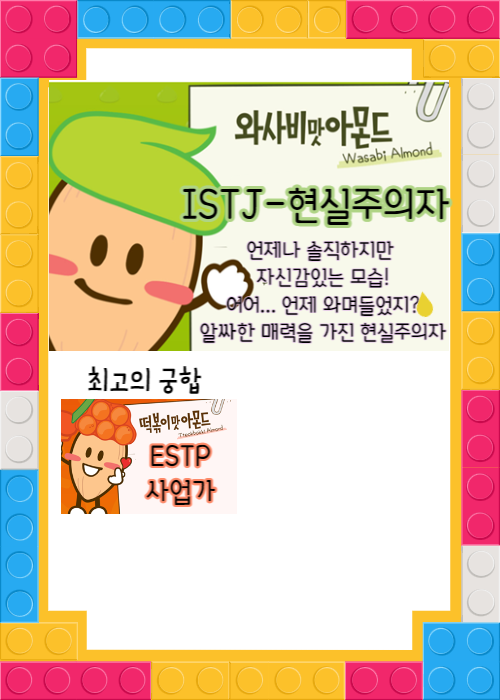 와사비맛아몬드
Wasabi Almond
ISTJ-현실주의자
언제나 솔직하지만
자신감있는 모습!
어어... 언제 와며들었지?
알싸한 매력을 가진 현실주의자
최고의 궁합
떡볶이맛아몬드
Tteokbokki Almond
ESTP
사업가